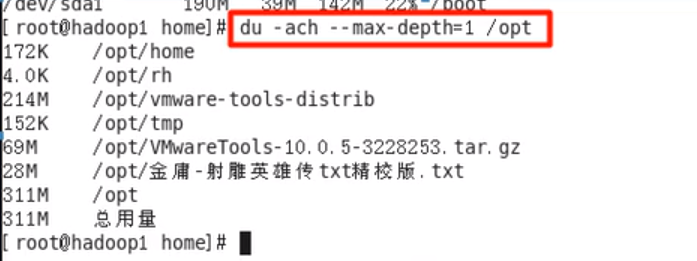 /dev/sda1 190M 39M 142M 22% /boot
[root@hadoop1 home]# du -ach --max-depth=1 /opt
172K /opt/home
4.0K /opt/rh
214M /opt/vmware-tools-distrib
152K /opt/tmp
69M /opt/VMwareTools-10.0.5-3228253.tar.gz
28M /opt/金庸-射雕英雄传txt精校版.txt
311M /opt
311M 总用量
[root@hadoop1 home]#